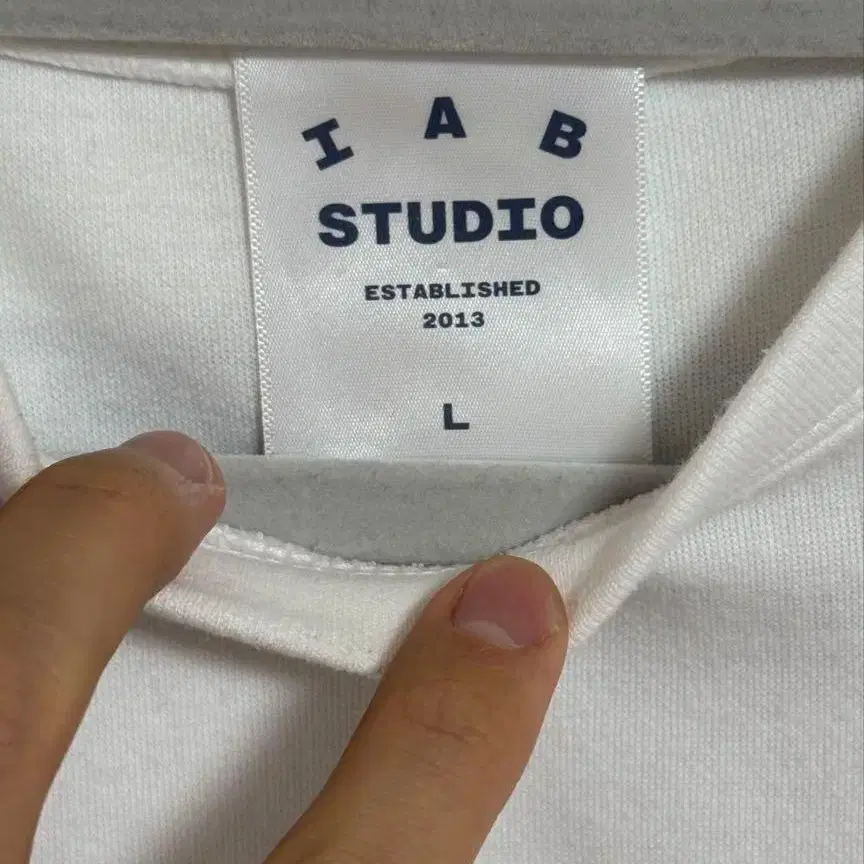 I A B
STUDIO
ESTABLISHED
2013
L